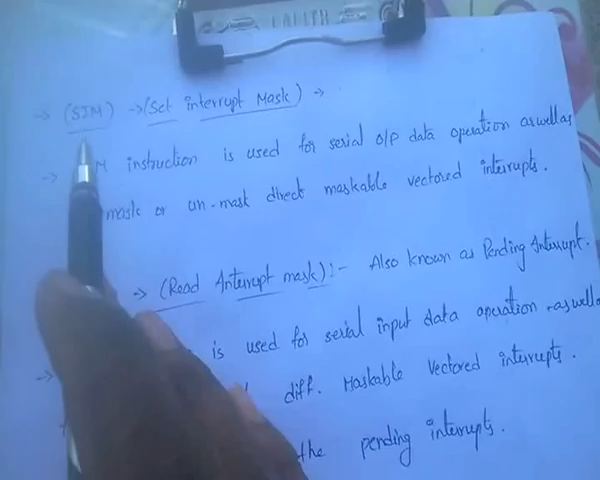 → (SIM) → (Set interrupt Mask) →
→ M instruction is used for serial O/P data operation as well as
mask or un-mask direct maskable vectored interrupts.
→ (Read Interrupt mask) :- Also known as Pending Interrupt.
→ is used for serial input data operation as well
diff. Maskable Vectored interrupts.
the pending interrupts.